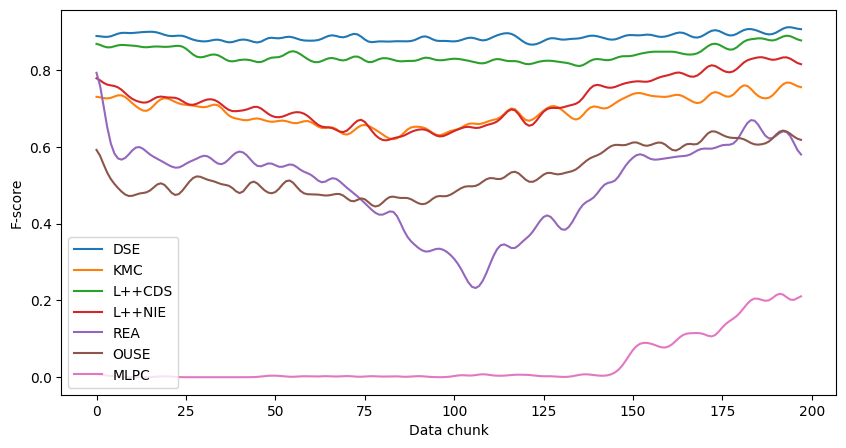 F-score
0.8
0.6
0.4
0.2
0.0
DSE
KMC
L++CDS
L++NIE
REA
OUSE
MLPC
0 25 50 75 100 125 150 175 200
Data chunk